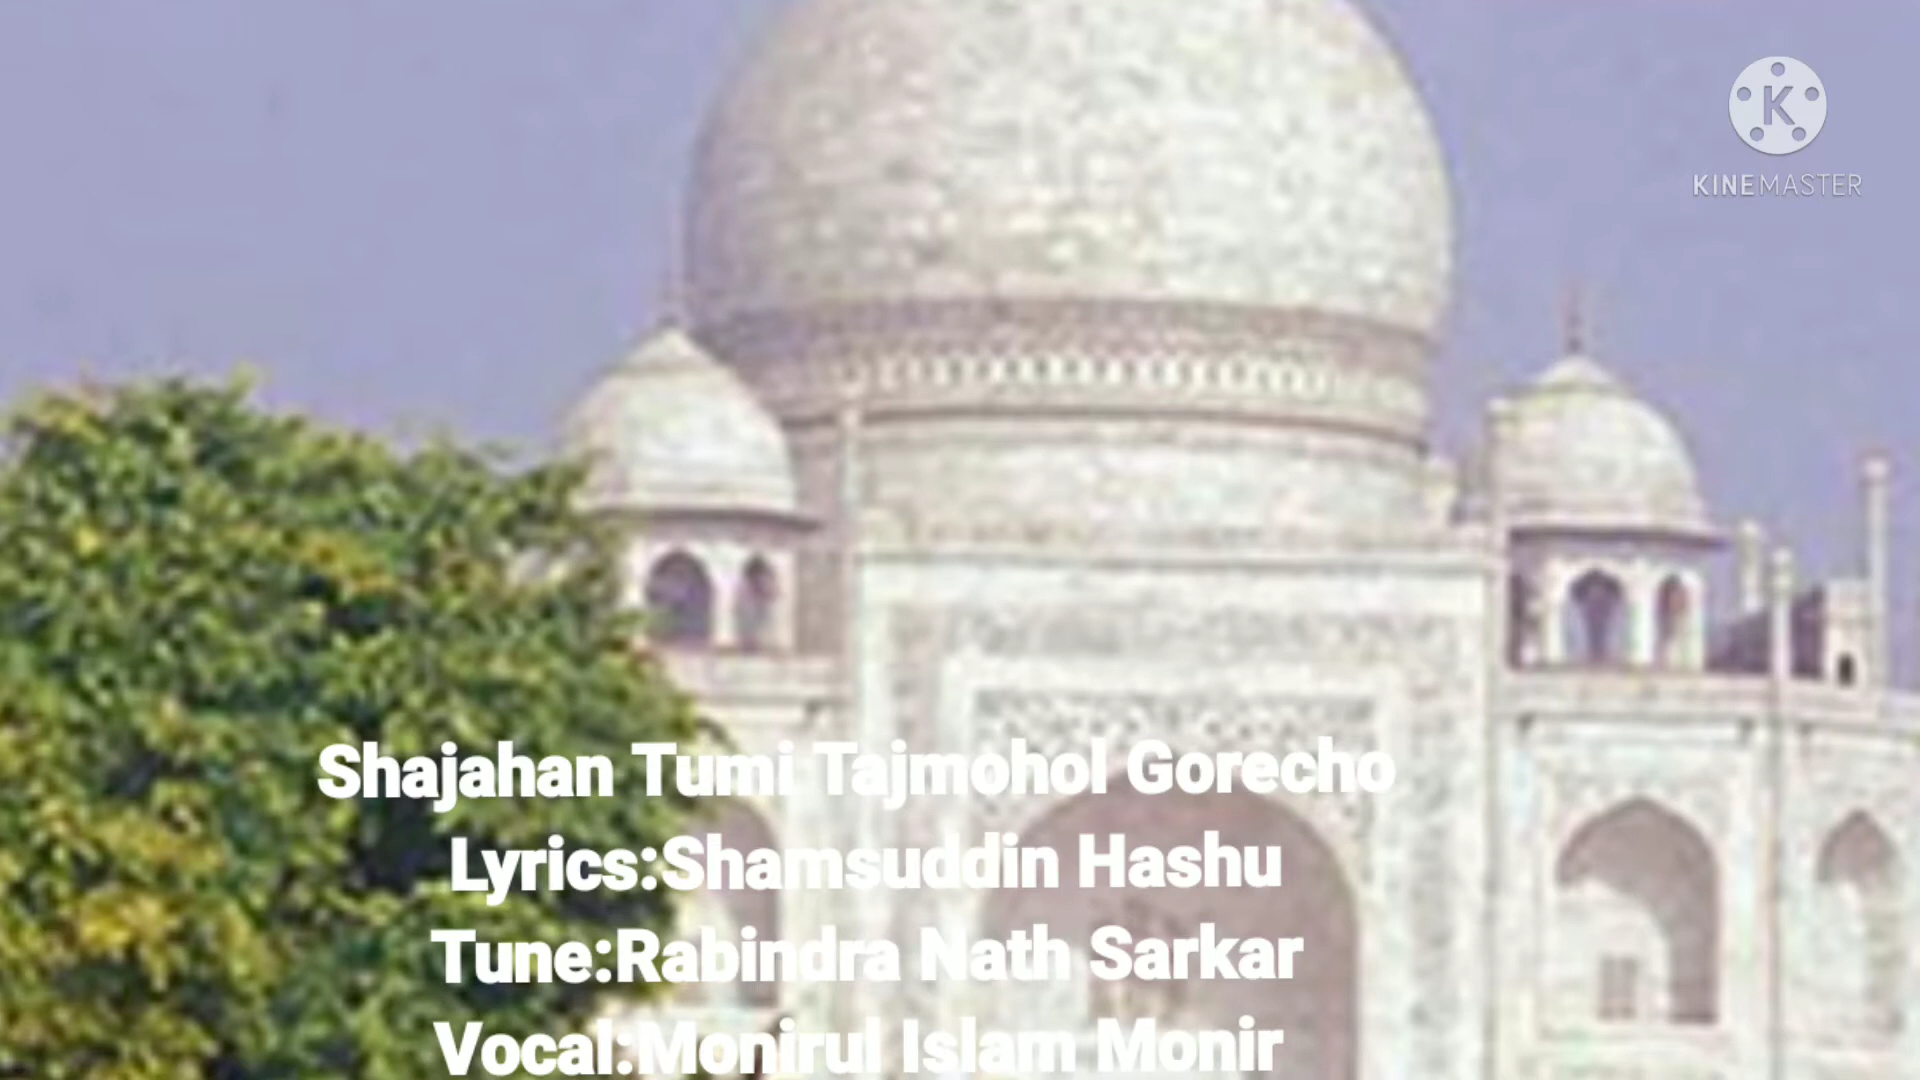 K
KINEMASTER
Shajahan Tumi Tajmohol Gorecho
Lyrics:Shamsuddin Hashu
Tune:Rabindra Nath Sarkar
Vocal:Monirul Islam Monir